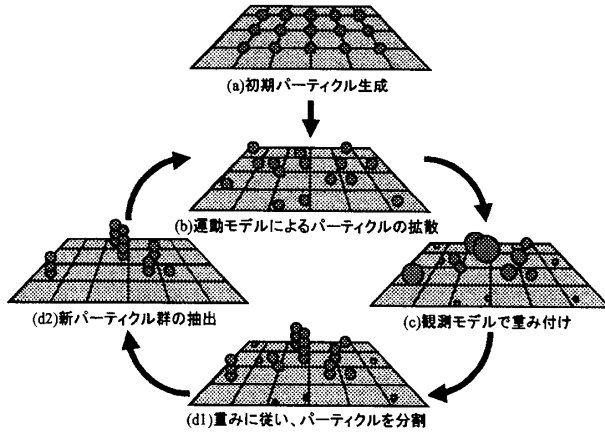 (a)初期パーティクル生成
(b)運動モデルによるパーティクルの拡散
(d2)新パーティクル群の抽出
(c)観測モデルで重み付け
(d1)重みに従い、パーティクルを分割